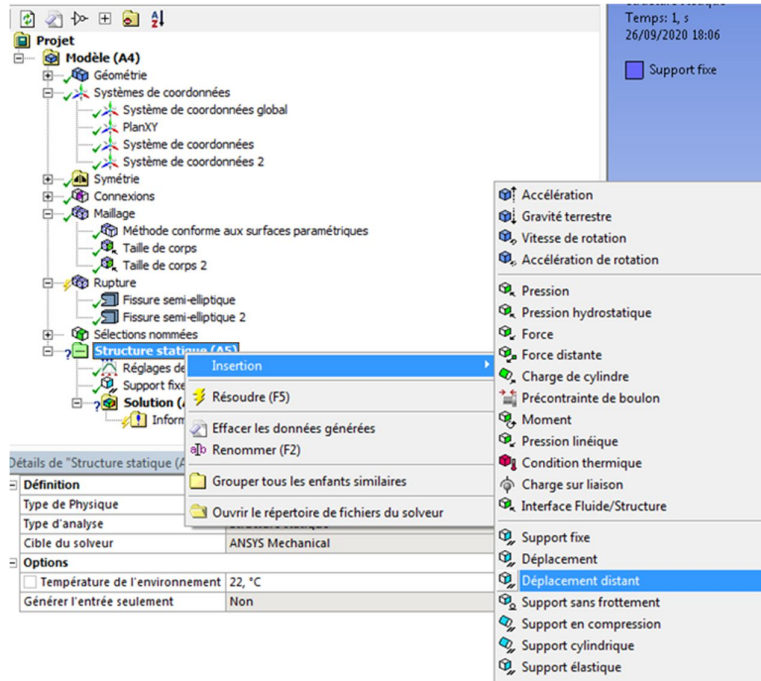 Temps: 1, s
26/09/2020 18:06
Support fixe
Projet
Modèle (A4)
Géométrie
Systèmes de coordonnées
Système de coordonnées global
PlanXY
Système de coordonnées
Système de coordonnées 2
Symétrie
Connexions
Maillage
Méthode conforme aux surfaces paramétriques
Taille de corps
Taille de corps 2
Rupture
Fissure semi-elliptique
Fissure semi-elliptique 2
Sélections nommées
Structure statique (A5)
Réglages de
Support fixe
Solution (A
Inform
Insertion
Résoudre (F5)
Effacer les données générées
Renommer (F2)
Grouper tous les enfants similaires
Ouvrir le répertoire de fichiers du solveur
Accélération
Gravité terrestre
Vitesse de rotation
Accélération de rotation
Pression
Pression hydrostatique
Force
Force distante
Charge de cylindre
Précontrainte de boulon
Moment
Pression linéique
Condition thermique
Charge sur liaison
Interface Fluide/Structure
Support fixe
Déplacement
Déplacement distant
Support sans frottement
Support en compression
Support cylindrique
Support élastique
Détails de "Structure statique (A
Définition
Type de Physique
Type d'analyse
Cible du solveur ANSYS Mechanical
Options
Température de l'environnement 22, °C
Générer l'entrée seulement Non